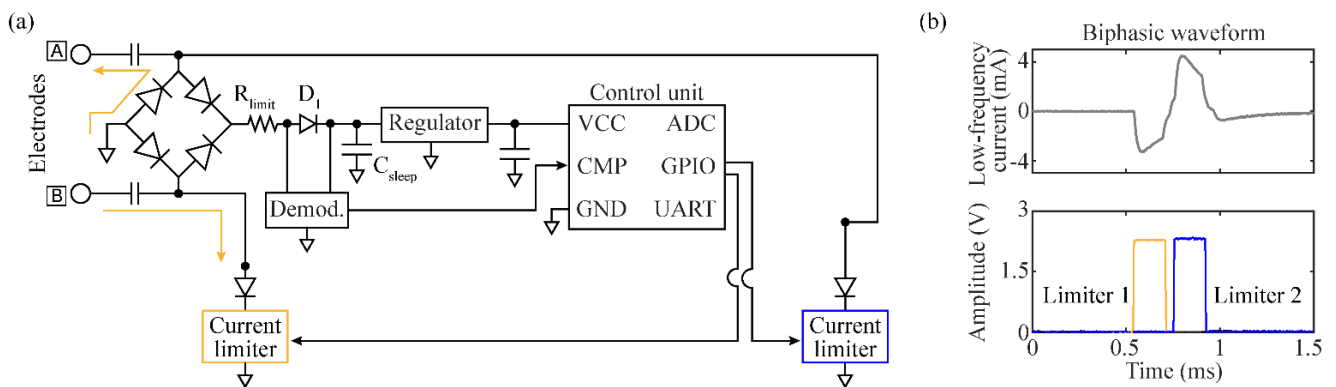 (a)
A
Electrodes
B
R_limit
D_1
Regulator
C_sleep
Demod.
Control unit
VCC ADC
CMP GPIO
GND UART
Current
limiter
Current
limiter
(b)
Biphasic waveform
Low-frequency
current (mA)
4
0
-4
Amplitude (V)
3
1.5
0
Limiter 1
Limiter 2
0 0.5 1 1.5
Time (ms)